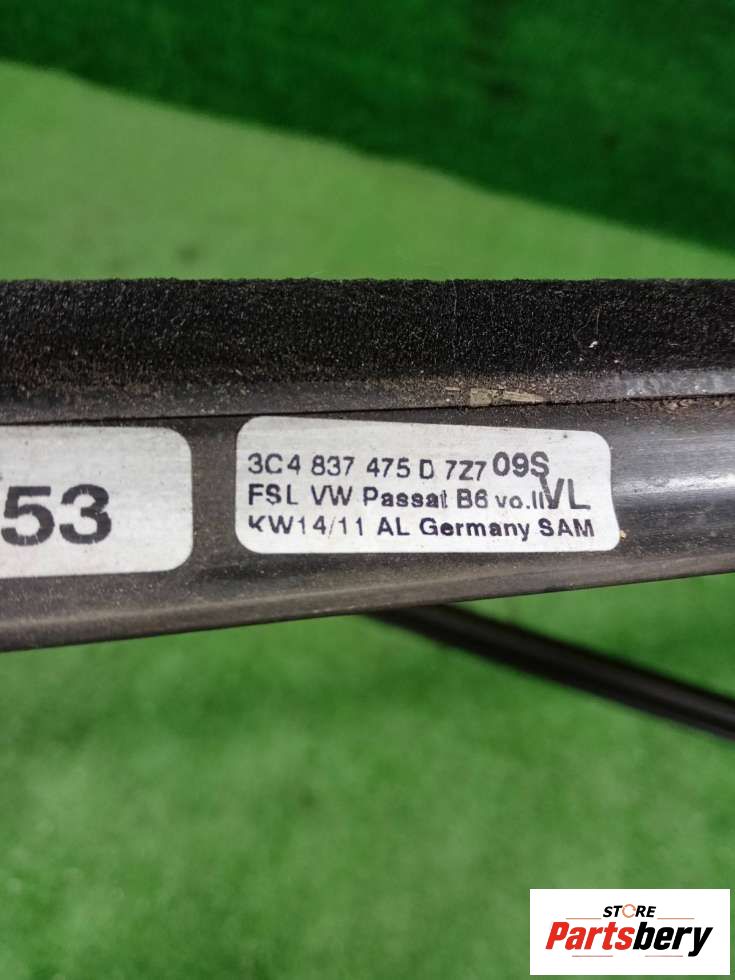 53
3C4 837 475 D 7Z7 09S
FSL VW Passat B6 vo.li VL
KW14/11 AL Germany SAM
STORE
Partsbery